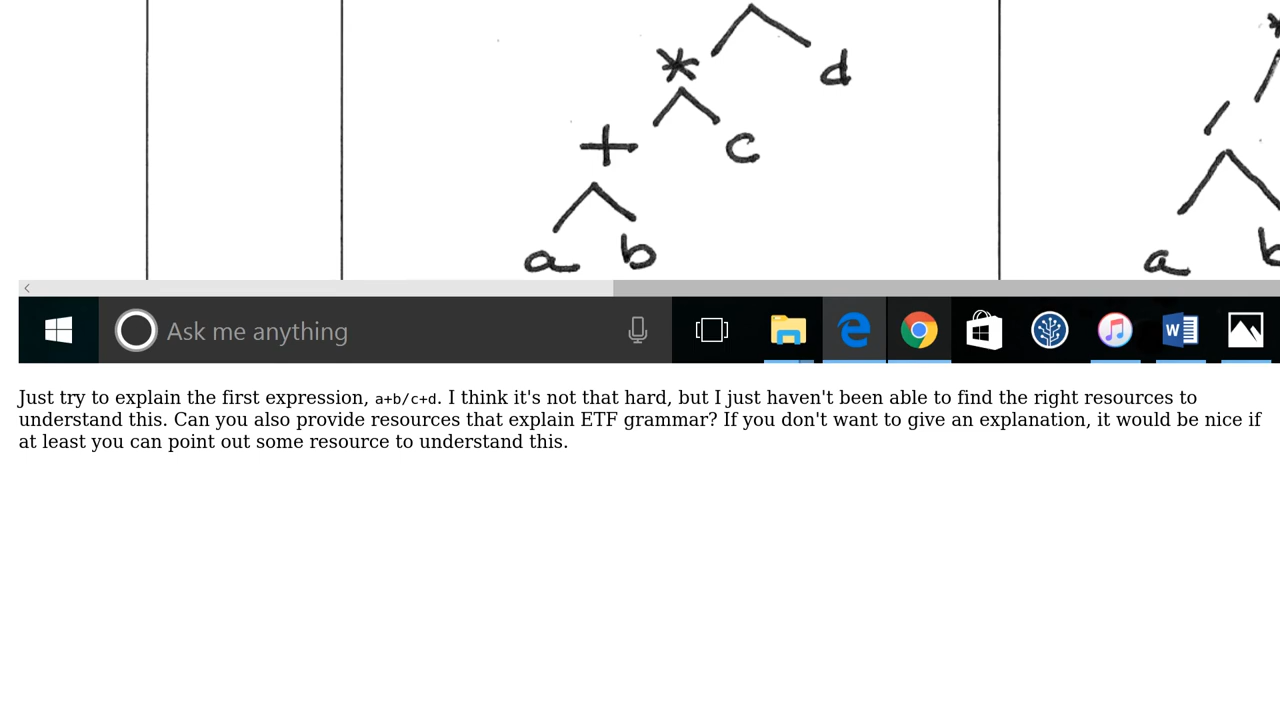 *
d
*
+
c
a b
a b
Ask me anything
W
Just try to explain the first expression, a+b/c+d. I think it's not that hard, but I just haven't been able to find the right resources to
understand this. Can you also provide resources that explain ETF grammar? If you don't want to give an explanation, it would be nice if
at least you can point out some resource to understand this.